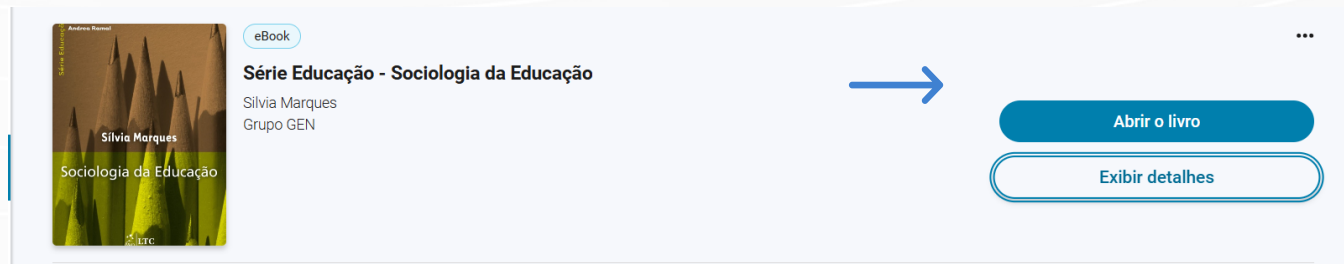 Andrea Ramal
Série Educação
Sílvia Marques
Sociologia da Educação
LTC
eBook
Série Educação - Sociologia da Educação
Silvia Marques
Grupo GEN
Abrir o livro
Exibir detalhes